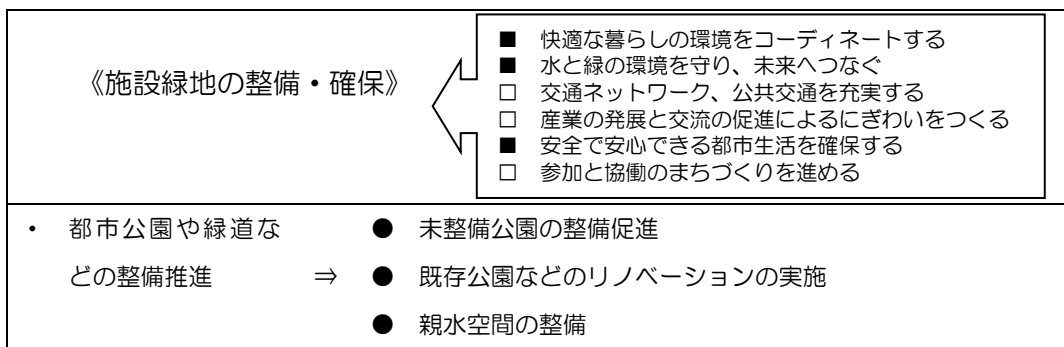 《施設緑地の整備・確保》
■ 快適な暮らしの環境をコーディネートする
■ 水と緑の環境を守り、未来へつなぐ
□ 交通ネットワーク、公共交通を充実する
□ 産業の発展と交流の促進によるにぎわいをつくる
■ 安全で安心できる都市生活を確保する
□ 参加と協働のまちづくりを進める
・ 都市公園や緑道な
どの整備推進 ⇒
● 未整備公園の整備促進
● 既存公園などのリノベーションの実施
● 親水空間の整備